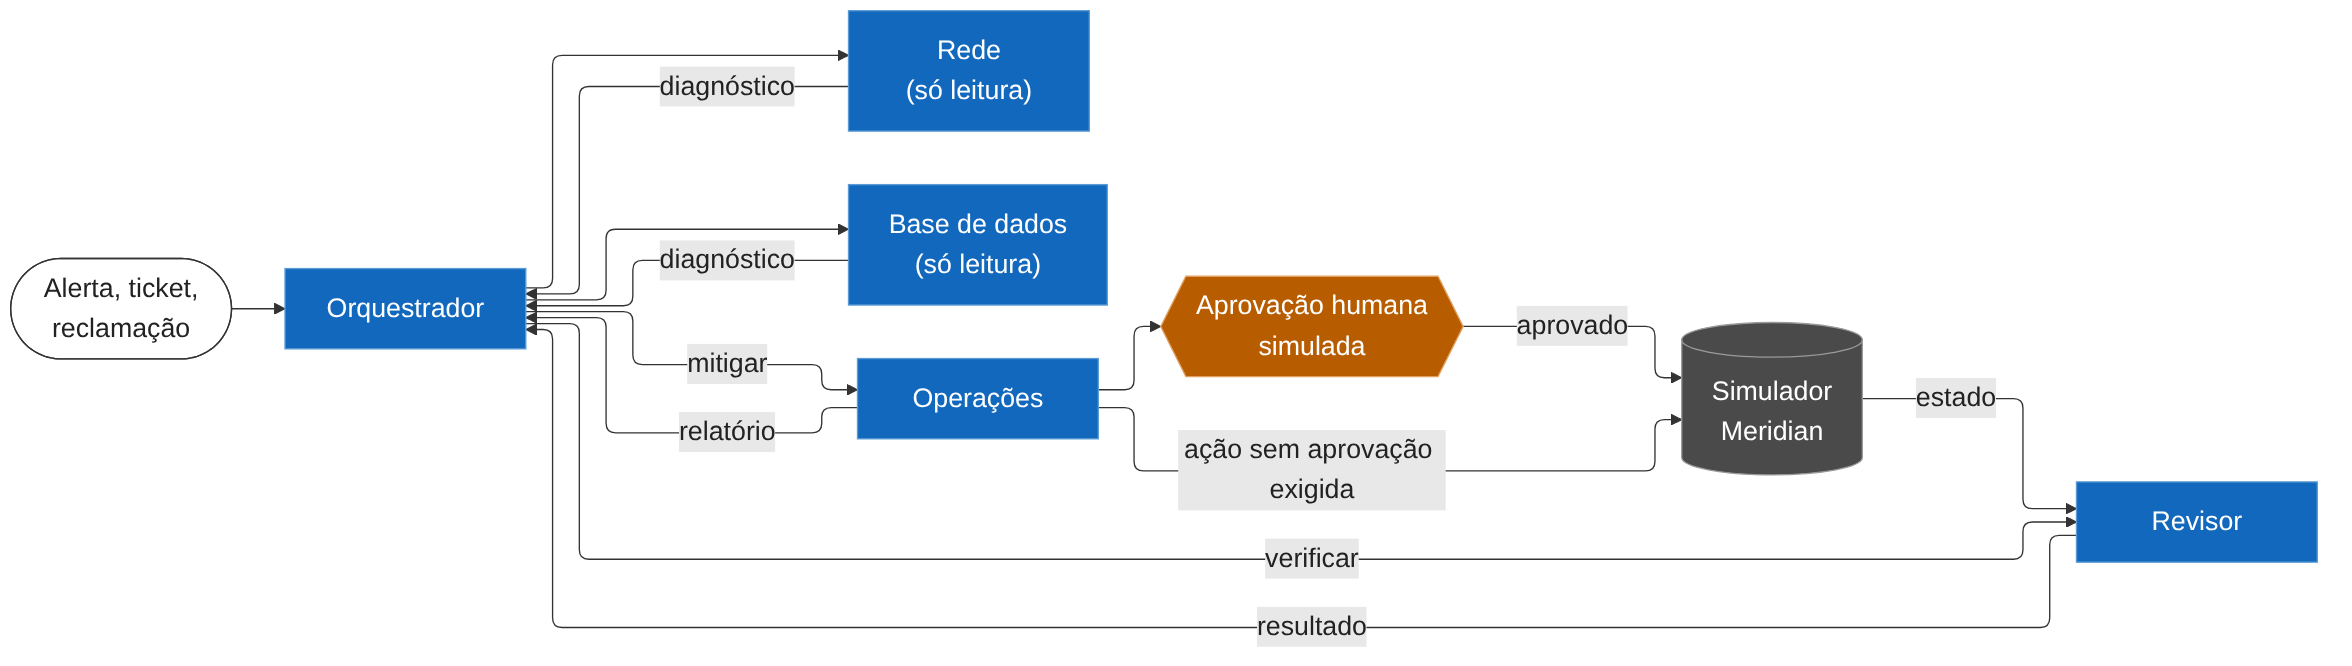 Rede
(só leitura)
diagnóstico
Base de dados
(só leitura)
diagnóstico
Alerta, ticket,
reclamação
Orquestrador
Aprovação humana
simulada
aprovado
mitigar
Operações
relatório
Simulador
Meridian
estado
ação sem aprovação
exigida
Revisor
verificar
resultado